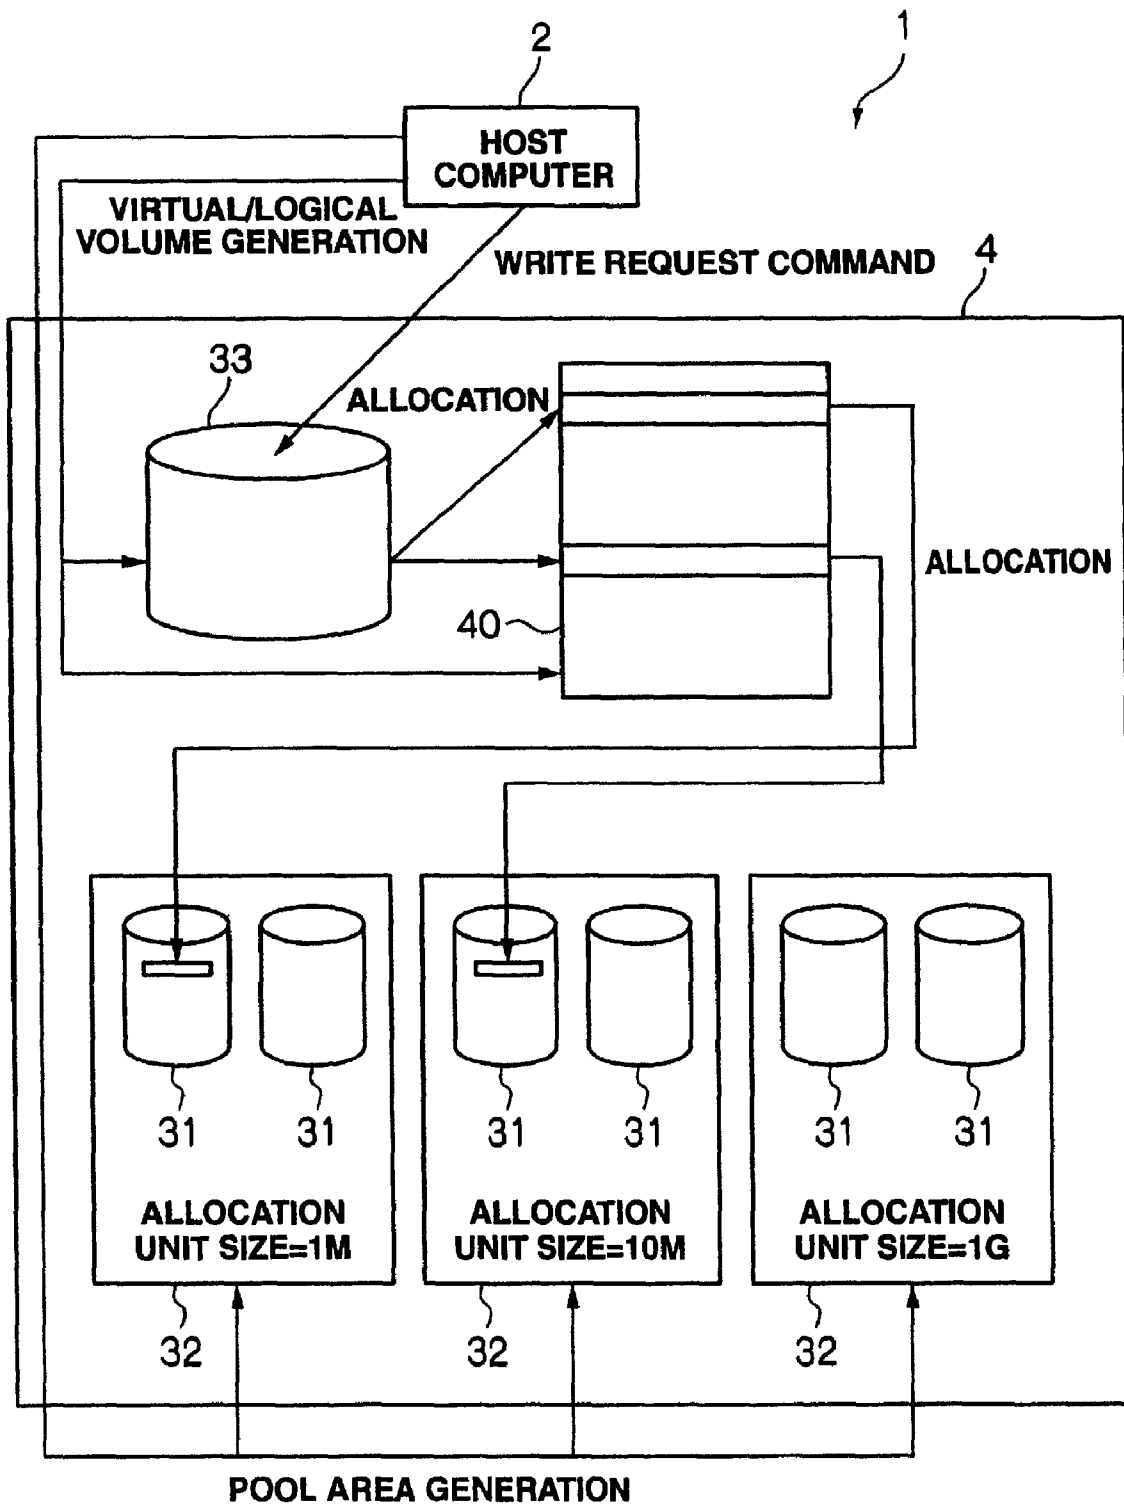 1
2
HOST
COMPUTER
VIRTUAL/LOGICAL
VOLUME GENERATION
WRITE REQUEST COMMAND
4
33
ALLOCATION
ALLOCATION
40
31 31 31 31 31 31
ALLOCATION
UNIT SIZE=1M
ALLOCATION
UNIT SIZE=10M
ALLOCATION
UNIT SIZE=1G
32 32 32
POOL AREA GENERATION